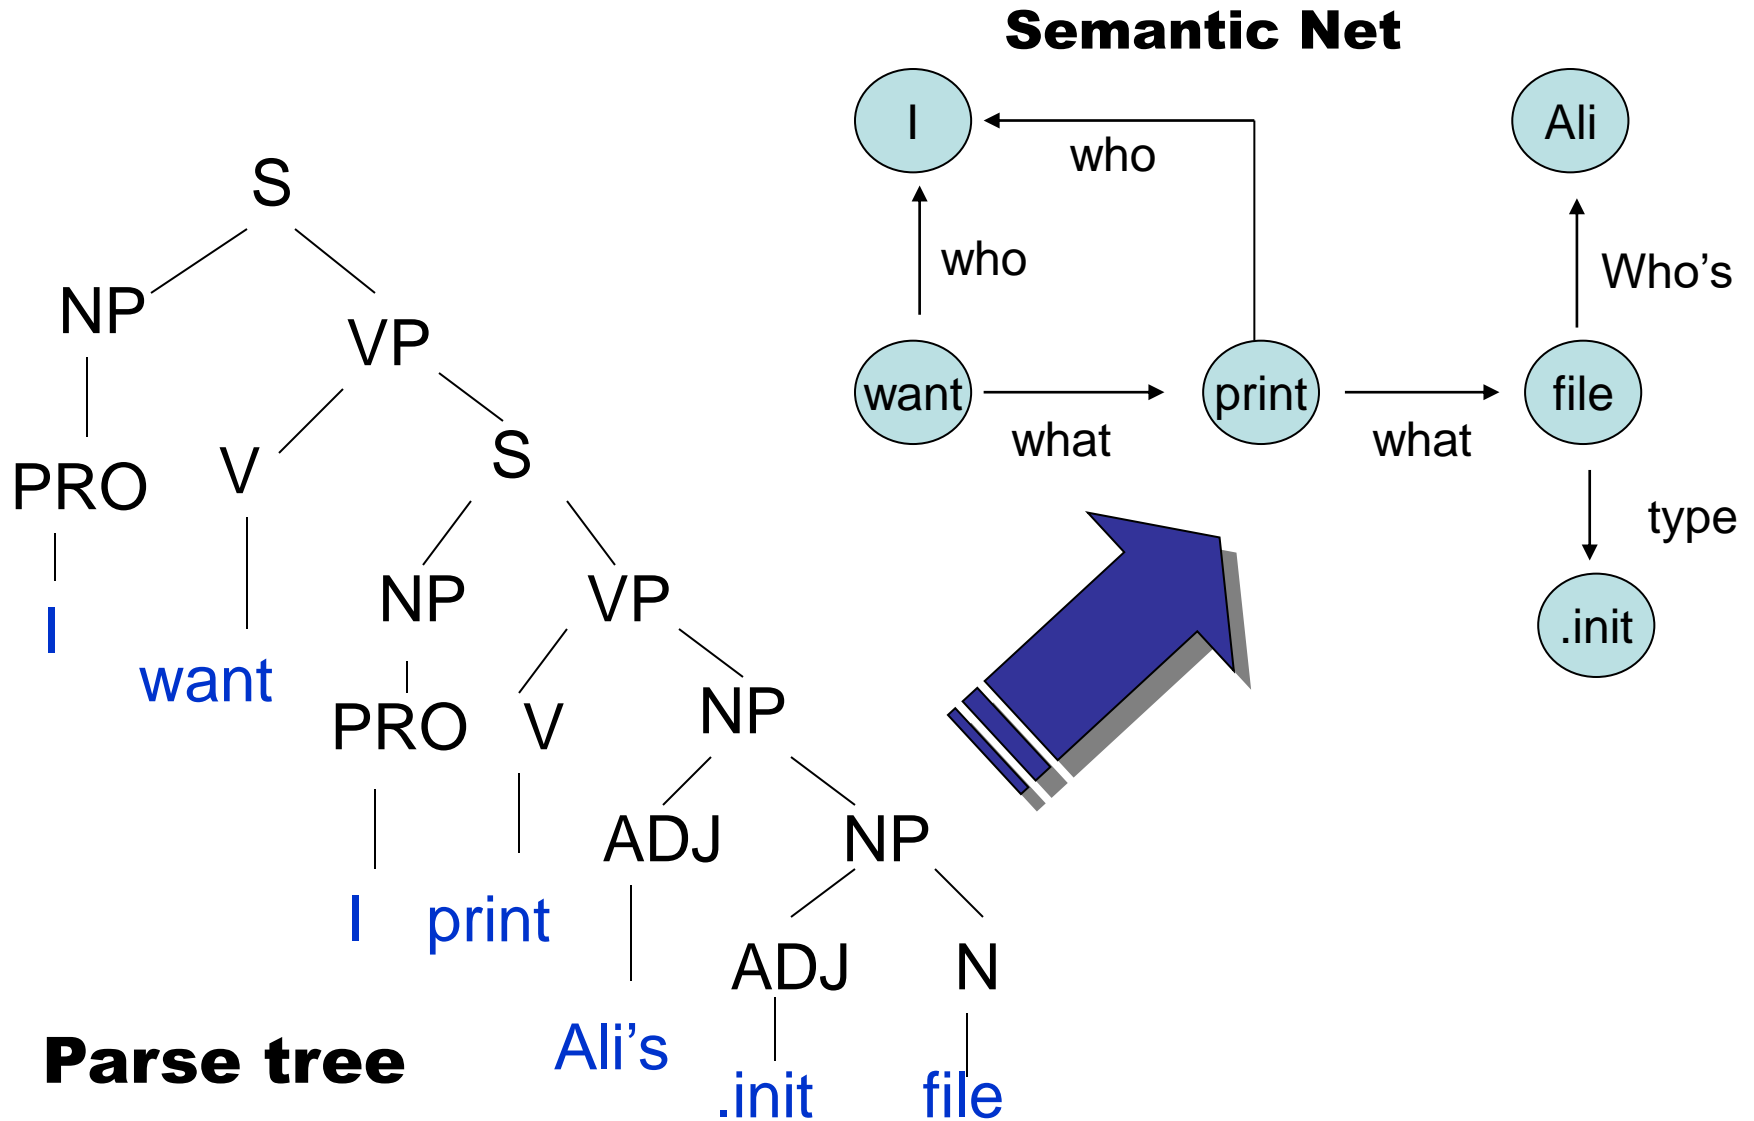 Semantic Net
I
who
Ali
who
Who's
want
what
print
what
file
type
.init
S
NP
VP
PRO
V
S
I
want
NP
VP
PRO
V
NP
I
print
ADJ
NP
Ali's
ADJ
N
.init
file
Parse tree